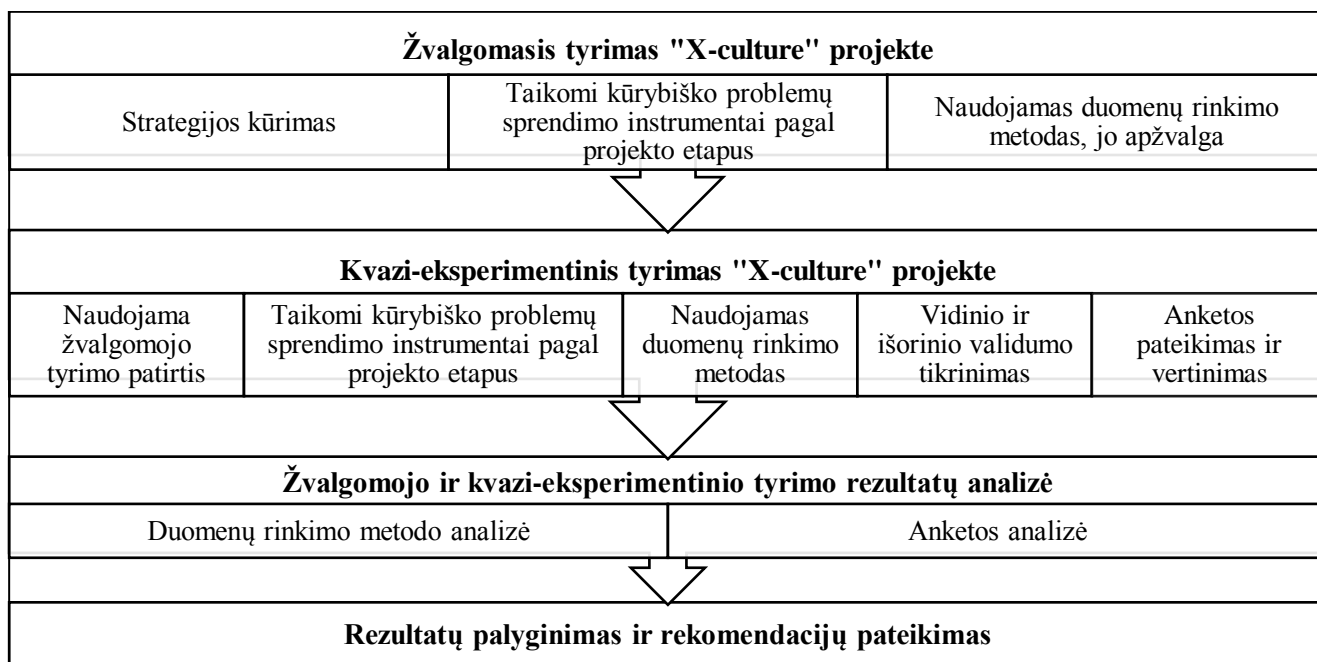 Žvalgomasis tyrimas "X-culture" projekte
Strategijos kūrimas
Taikomi kūrybiško problemų
sprendimo instrumentai pagal
projekto etapus
Naudojamas duomenų rinkimo
metodas, jo apžvalga
Kvazi-eksperimentinis tyrimas "X-culture" projekte
Naudojama
žvalgomojo
tyrimo patirtis
Taikomi kūrybiško problemų
sprendimo instrumentai pagal
projekto etapus
Naudojamas
duomenų rinkimo
metodas
Vidinio ir
išorinio validumo
tikrinimas
Anketos
pateikimas ir
vertinimas
Žvalgomojo ir kvazi-eksperimentinio tyrimo rezultatų analizė
Duomenų rinkimo metodo analizė
Anketos analizė
Rezultatų palyginimas ir rekomendacijų pateikimas